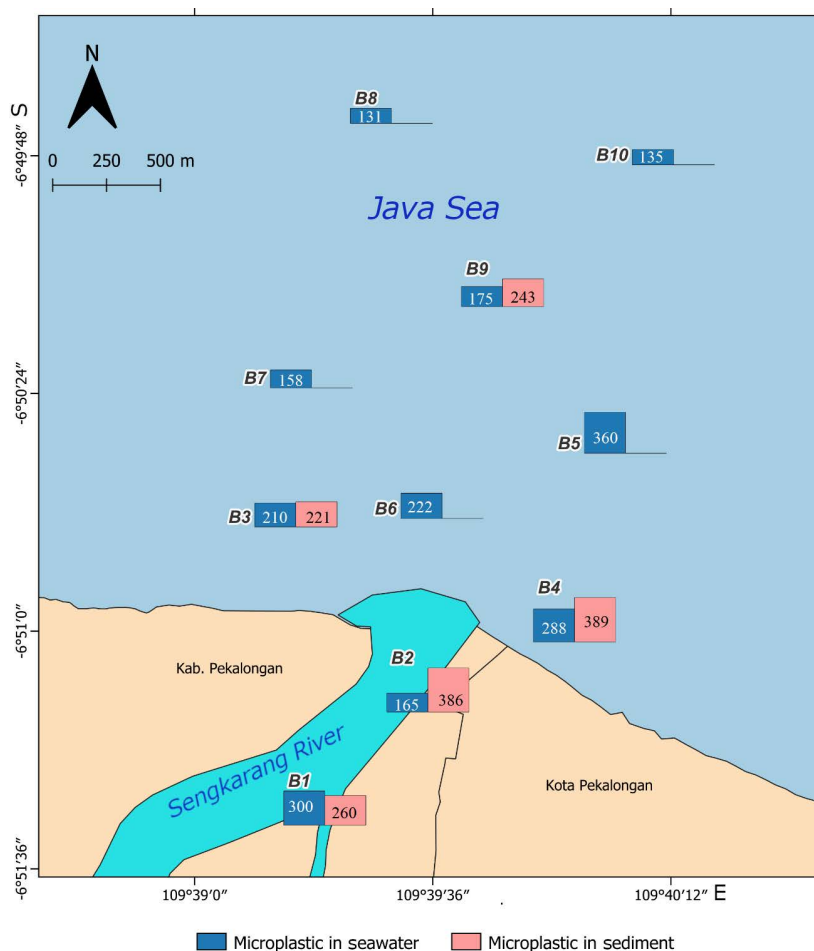 N
0 250 500 m
B8
131
B10
135
Java Sea
B9
175 243
B7
158
B5
360
B3
210 221
B6
222
B4
288 389
Kab. Pekalongan
B2
165 386
Sengkarang River
B1
300 260
Kota Pekalongan
-6°49'48" S
-6°50'24"
-6°51'0"
-6°51'36"
109°39'0" 109°39'36" 109°40'12" E
Microplastic in seawater Microplastic in sediment